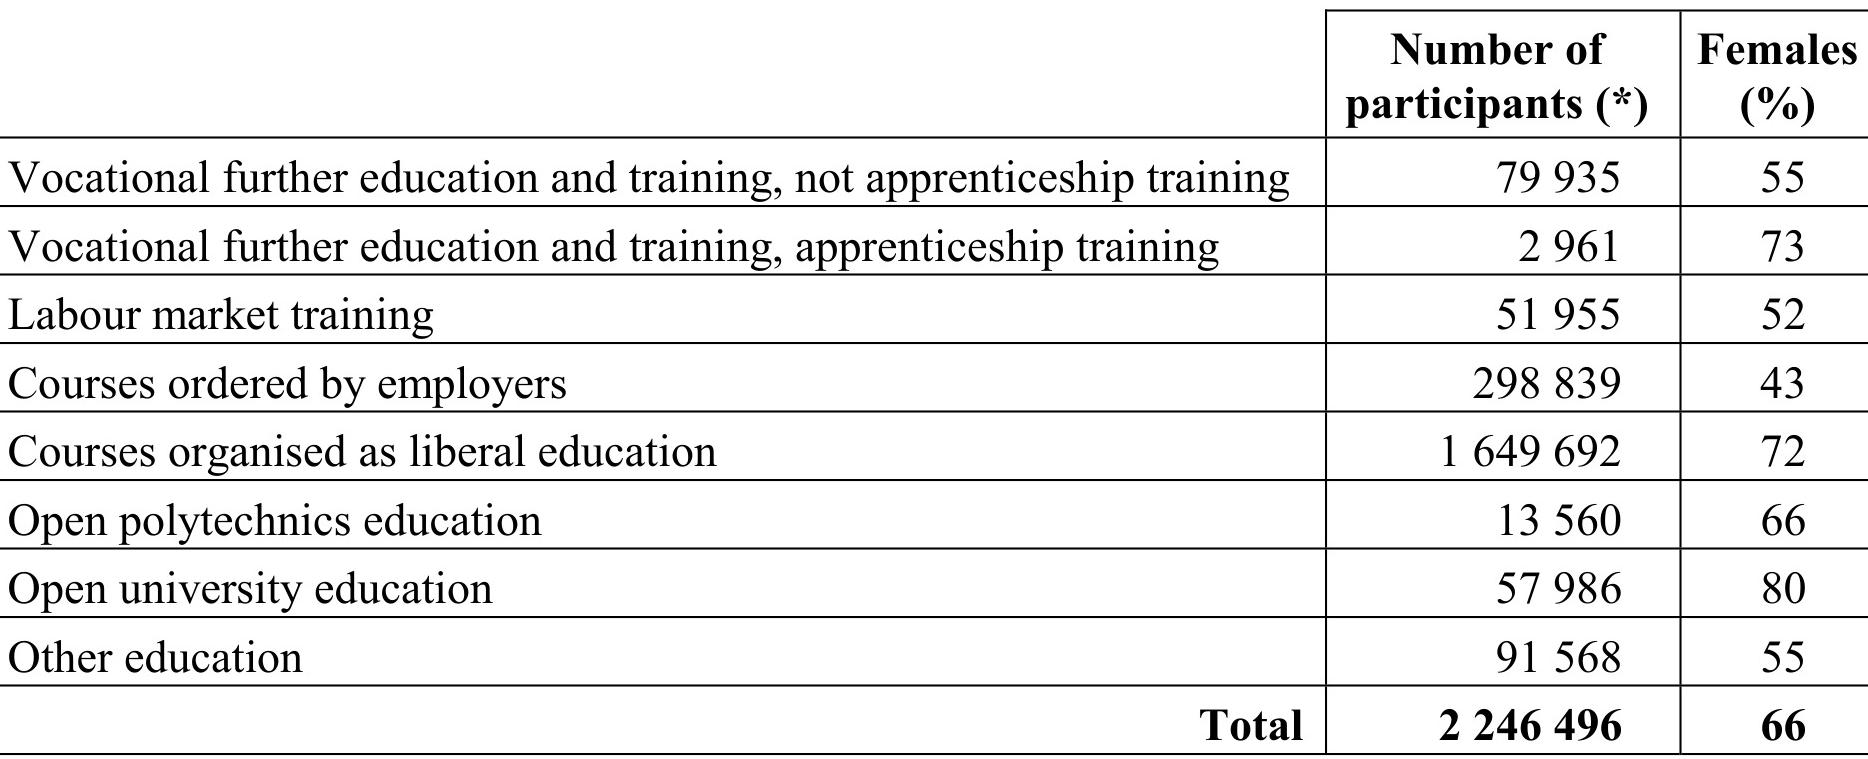 Number of participants (*) Females (%)
Vocational further education and training, not apprenticeship training 79 935 55
Vocational further education and training, apprenticeship training 2 961 73
Labour market training 51 955 52
Courses ordered by employers 298 839 43
Courses organised as liberal education 1 649 692 72
Open polytechnics education 13 560 66
Open university education 57 986 80
Other education 91 568 55
Total 2 246 496 66